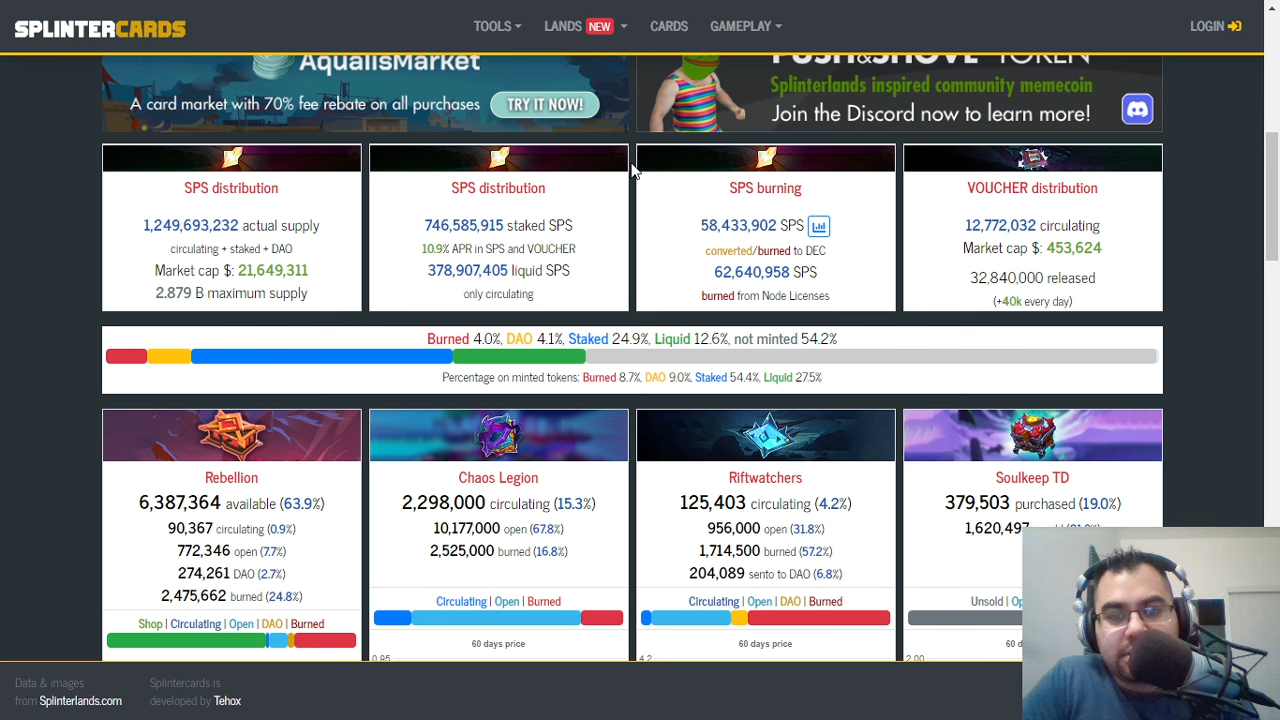 SPLINTERCARDS
TOOLS
LANDS NEW
CARDS
GAMEPLAY
LOGIN
AqualisMarket
A card market with 70% fee rebate on all purchases TRY IT NOW!
PUSH&SHOVE TOKEN
Splinterlands inspired community memecoin
Join the Discord now to learn more!
SPS distribution
1,249,693,232 actual supply
circulating + staked + DAO
Market cap $: 21,649,311
2.879 B maximum supply
SPS distribution
746,585,915 staked SPS
10.9% APR in SPS and VOUCHER
378,907,405 liquid SPS
only circulating
SPS burning
58,433,902 SPS
converted/burned to DEC
62,640,958 SPS
burned from Node Licenses
VOUCHER distribution
12,772,032 circulating
Market cap $: 453,624
32,840,000 released
(+40k every day)
Burned 4.0%, DAO 4.1%, Staked 24.9%, Liquid 12.6%, not minted 54.2%
Percentage on minted tokens: Burned 8.7%, DAO 9.0%, Staked 54.4%, Liquid 27.5%
Rebellion
6,387,364 available (63.9%)
90,367 circulating (0.9%)
772,346 open (7.7%)
274,261 DAO (2.7%)
2,475,662 burned (24.8%)
Shop | Circulating | Open | DAO | Burned
Chaos Legion
2,298,000 circulating (15.3%)
10,177,000 open (67.8%)
2,525,000 burned (16.8%)
Circulating | Open | Burned
60 days price
0.95
Riftwatchers
125,403 circulating (4.2%)
956,000 open (31.8%)
1,714,500 burned (57.2%)
204,089 sento to DAO (6.8%)
Circulating | Open | DAO | Burned
60 days price
4.2
Soulkeep TD
379,503 purchased (19.0%)
1,620,497
Unsold |
60
2.00
Data & images
from Splinterlands.com
Splintercards is
developed by Tehox